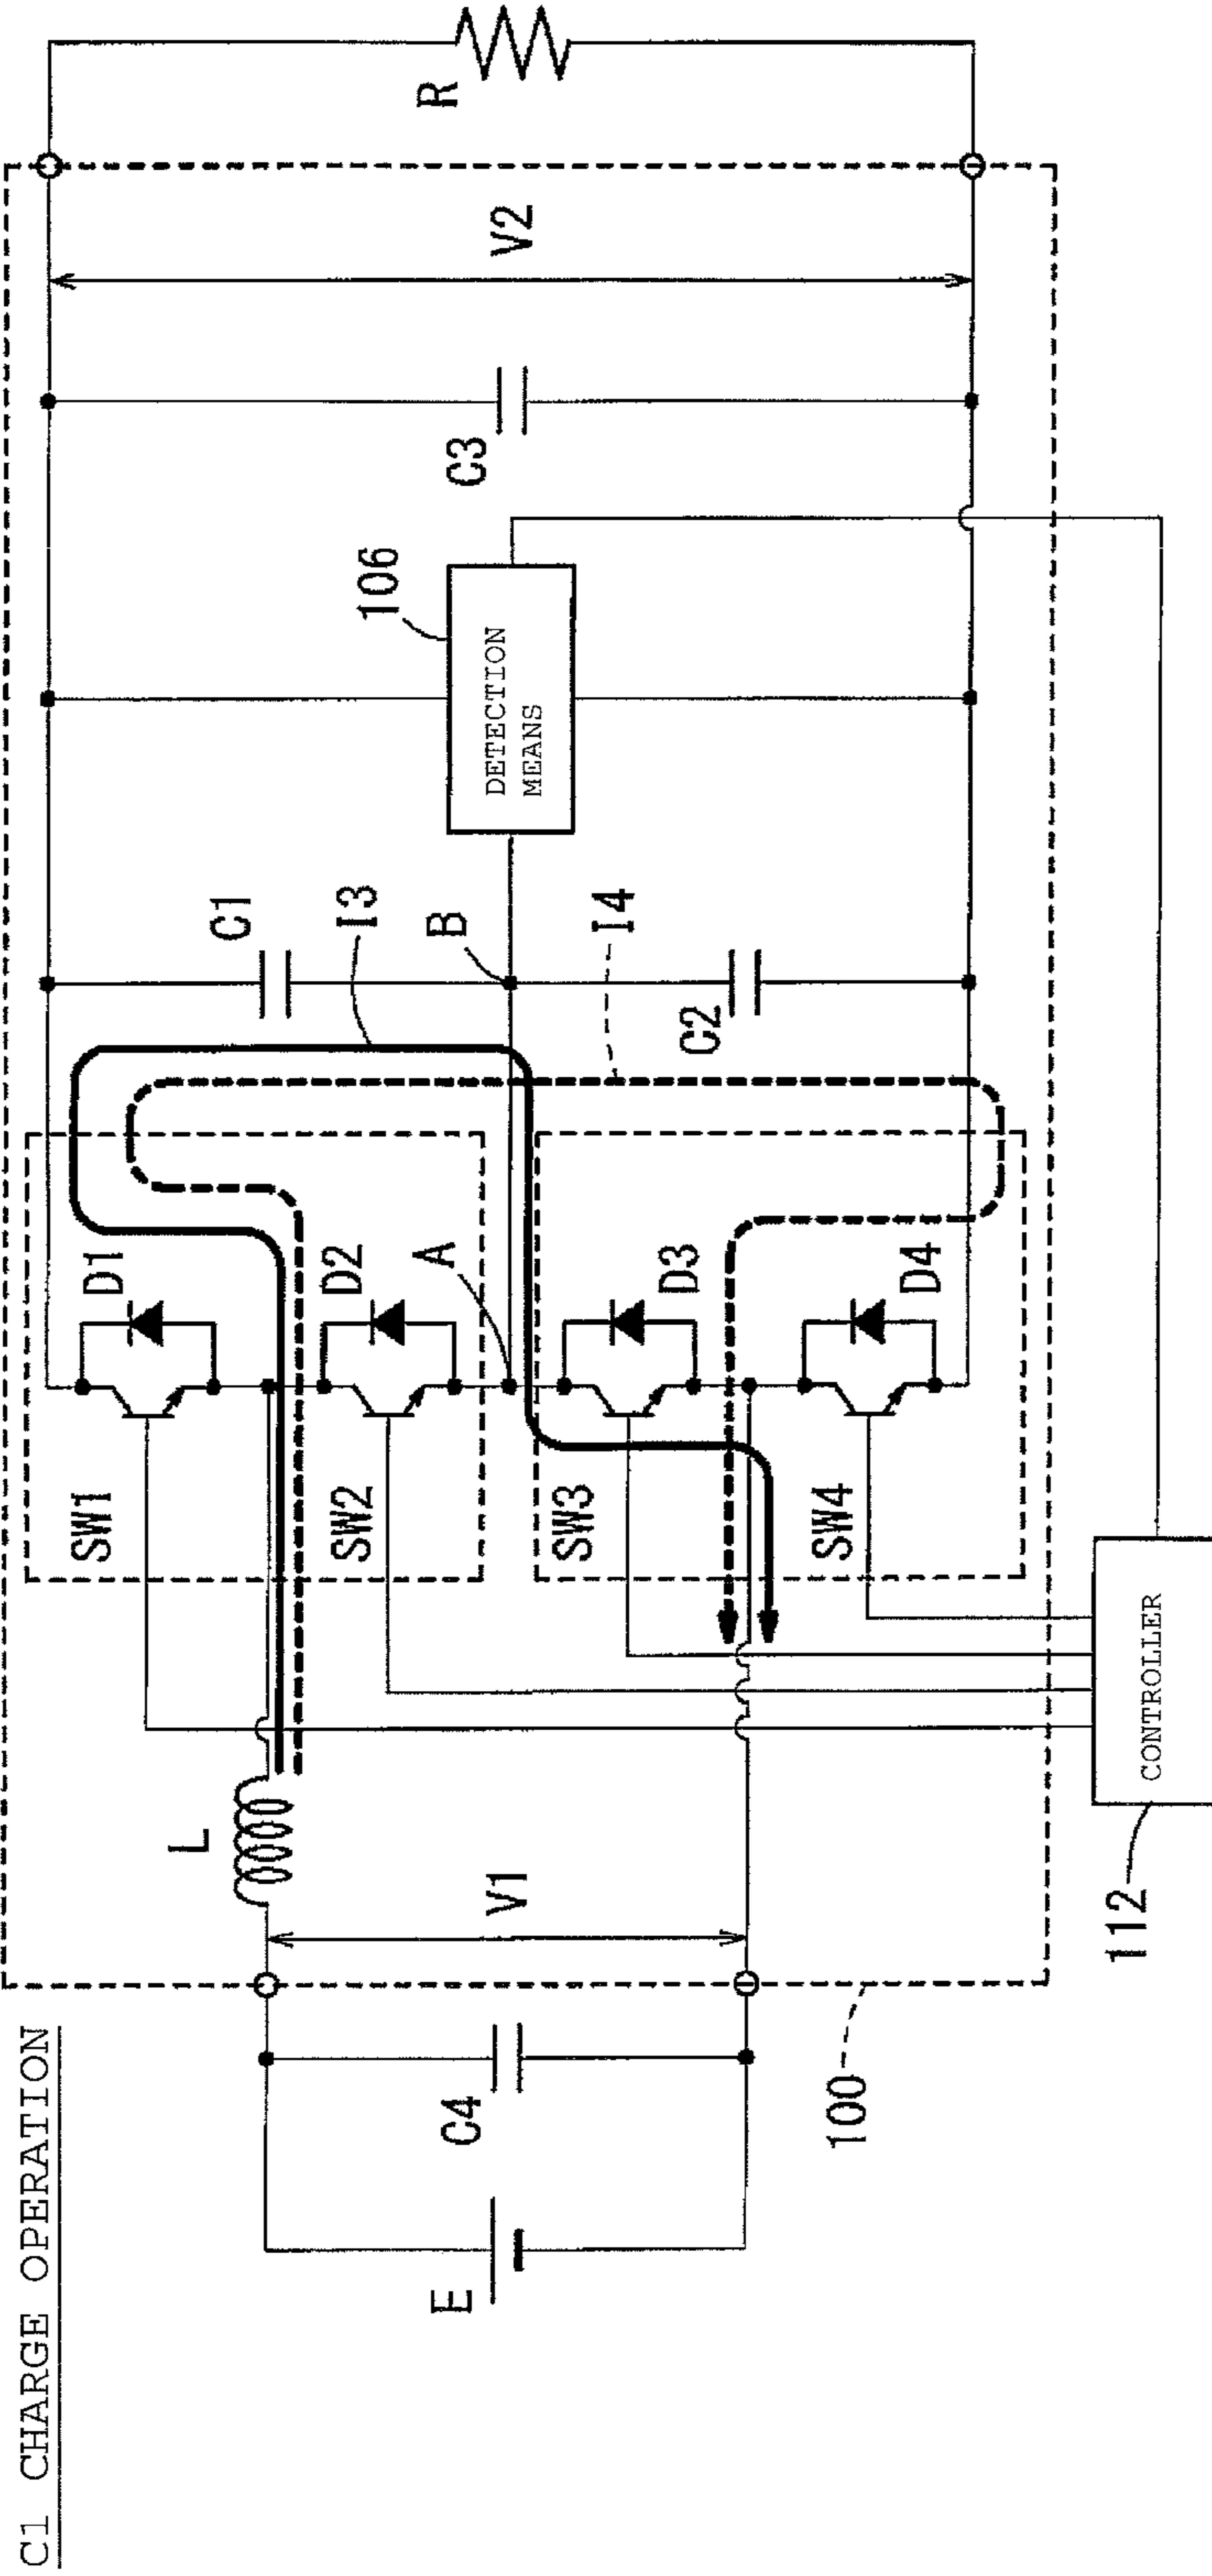 C1 CHARGE OPERATION
E
C4
100
V1
L
112
CONTROLLER
SW1
SW2
SW3
SW4
D1
D2
A
D3
D4
C1
I3
B
I4
C2
106
DETECTION
MEANS
C3
V2
R